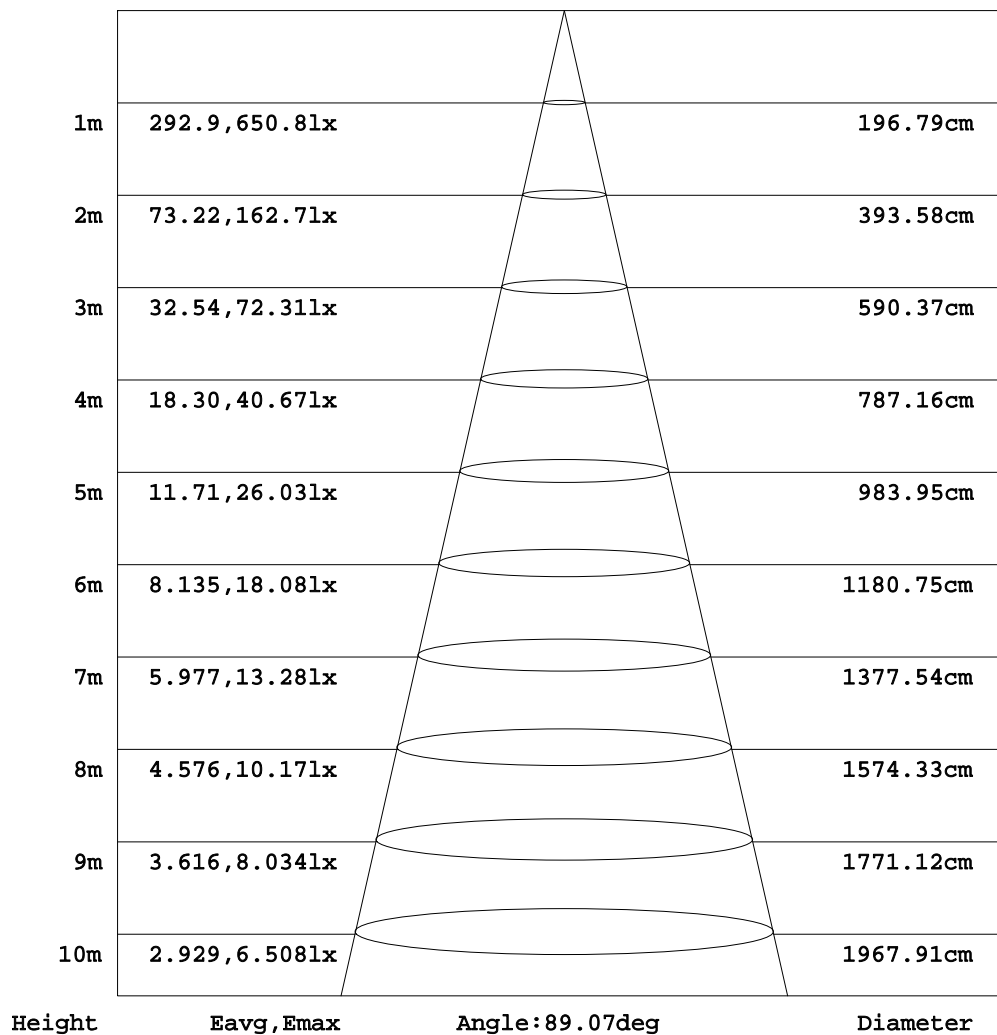 1m 292.9,650.8lx 196.79cm
2m 73.22,162.7lx 393.58cm
3m 32.54,72.31lx 590.37cm
4m 18.30,40.67lx 787.16cm
5m 11.71,26.03lx 983.95cm
6m 8.135,18.08lx 1180.75cm
7m 5.977,13.28lx 1377.54cm
8m 4.576,10.17lx 1574.33cm
9m 3.616,8.034lx 1771.12cm
10m 2.929,6.508lx 1967.91cm
Height Eavg,Emax Angle:89.07deg Diameter